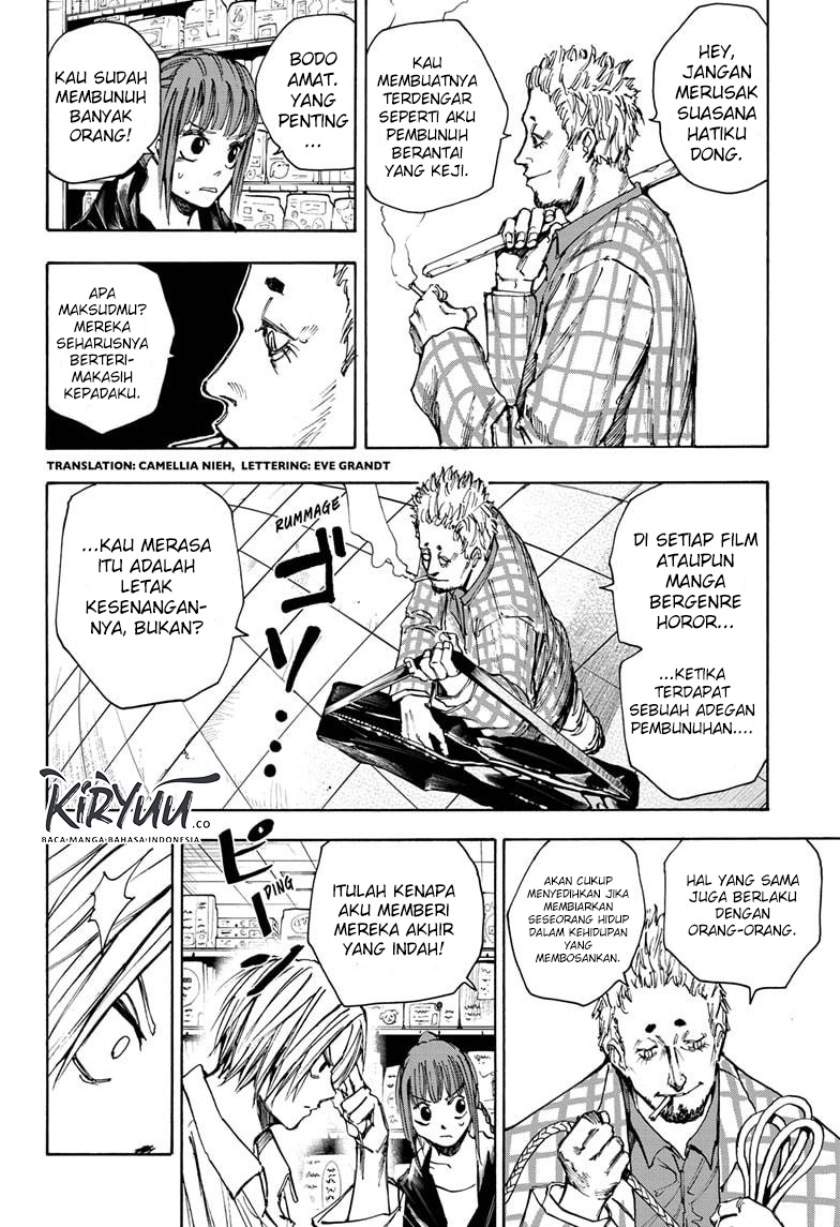 HEY,
JANGAN
MERUSAK
SUASANA
HATIKU
DONG.
KAU
MEMBUATNYA
TERDENGAR
SEPERTI AKU
PEMBUNUH
BERANTAI
YANG KEJI.
BODO
AMAT.
YANG
PENTING
...
KAU SUDAH
MEMBUNUH
BANYAK
ORANG!
APA
MAKSUDMU?
MEREKA
SEHARUSNYA
BERTERI-
MAKASIH
KEPADAKU.
TRANSLATION: CAMELLIA NIEH, LETTERING: EVE GRANDT
DI SETIAP FILM
ATAUPUN
MANGA
BERGENRE
HOROR...
...KETIKA
TERDAPAT
SEBUAH ADEGAN
PEMBUNUHAN....
RUMMAGE
ゴソ...
...KAU MERASA
ITU ADALAH
LETAK
KESENANGAN-
NYA, BUKAN?
KIRYUU.CO
BACA·MANGA·BAHASA·INDONESIA
HAL YANG SAMA
JUGA BERLAKU
DENGAN
ORANG-ORANG.
AKAN CUKUP
MENYEDIHKAN JIKA
MEMBIARKAN
SESEORANG HIDUP
DALAM KEHIDUPAN
YANG
MEMBOSANKAN.
ITULAH KENAPA
AKU MEMBERI
MEREKA AKHIR
YANG INDAH!
ピーン
DING